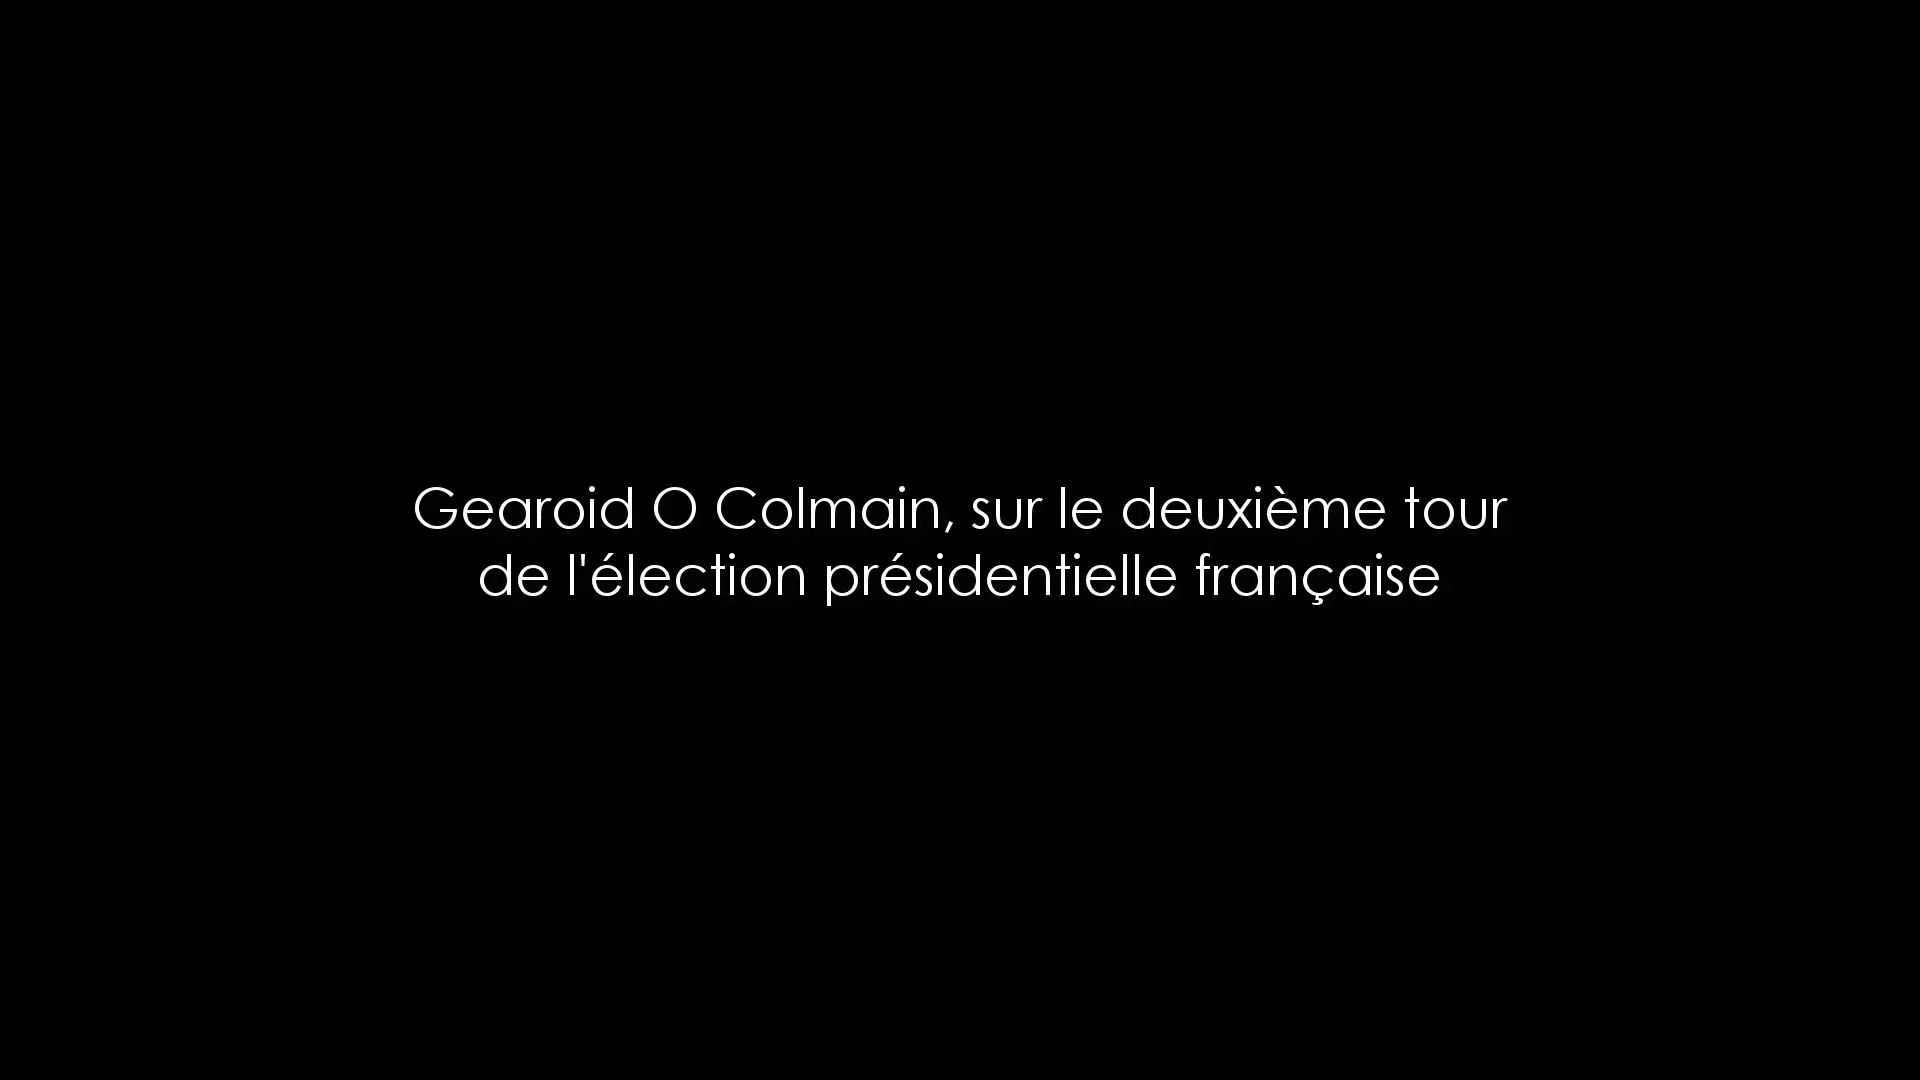 Gearoid O Colmain, sur le deuxième tour
de l'élection présidentielle française